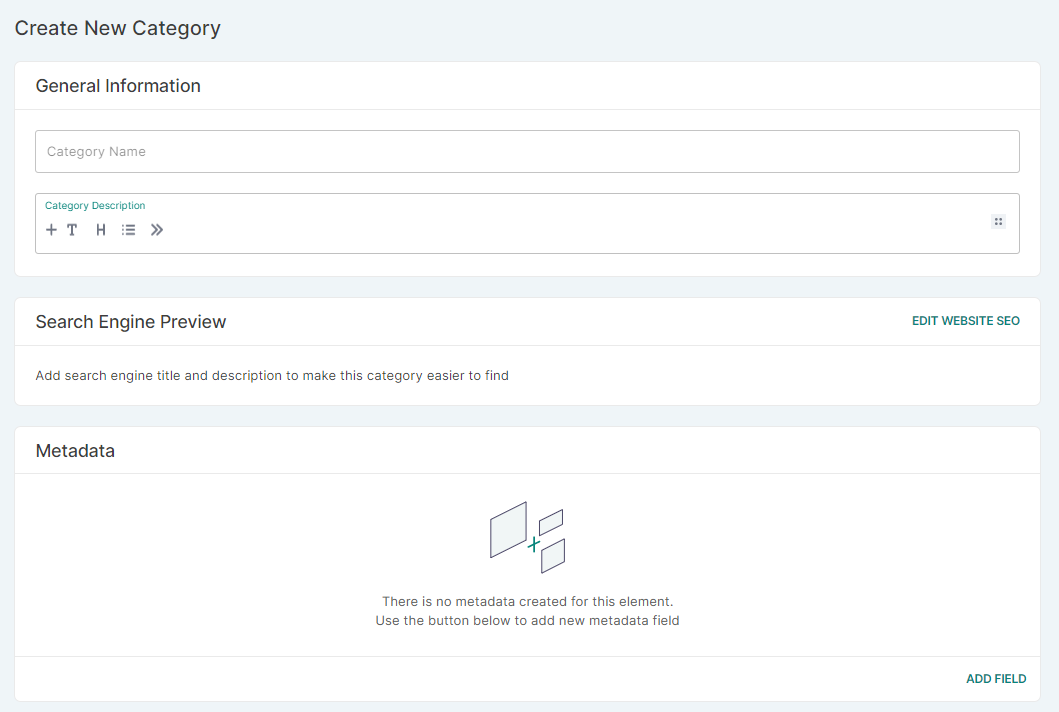 Create New Category
General Information
Category Name
Category Description
T H
Search Engine Preview
EDIT WEBSITE SEO
Add search engine title and description to make this category easier to find
Metadata
There is no metadata created for this element.
Use the button below to add new metadata field
ADD FIELD